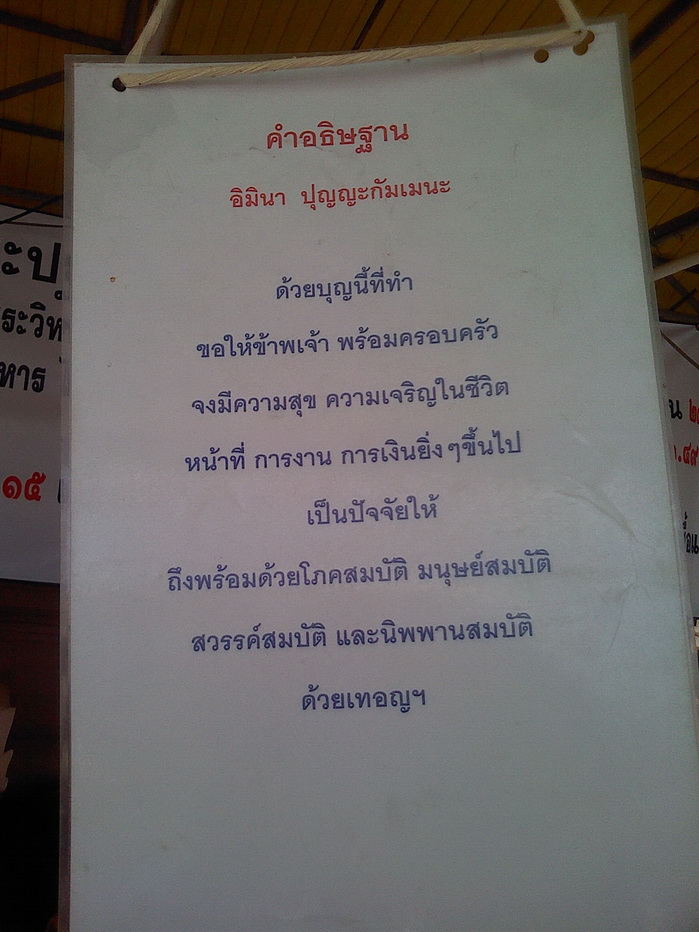 คำอธิษฐาน
อิมินา ปุญญะกัมเมนะ
ด้วยบุญนี้ที่ทำ
ขอให้ข้าพเจ้า พร้อมครอบครัว
จงมีความสุข ความเจริญในชีวิต
หน้าที่ การงาน การเงินยิ่งๆขึ้นไป
เป็นปัจจัยให้
ถึงพร้อมด้วยโภคสมบัติ มนุษย์สมบัติ
สวรรค์สมบัติ และนิพพานสมบัติ
ด้วยเทอญฯ
หาร
๑๕